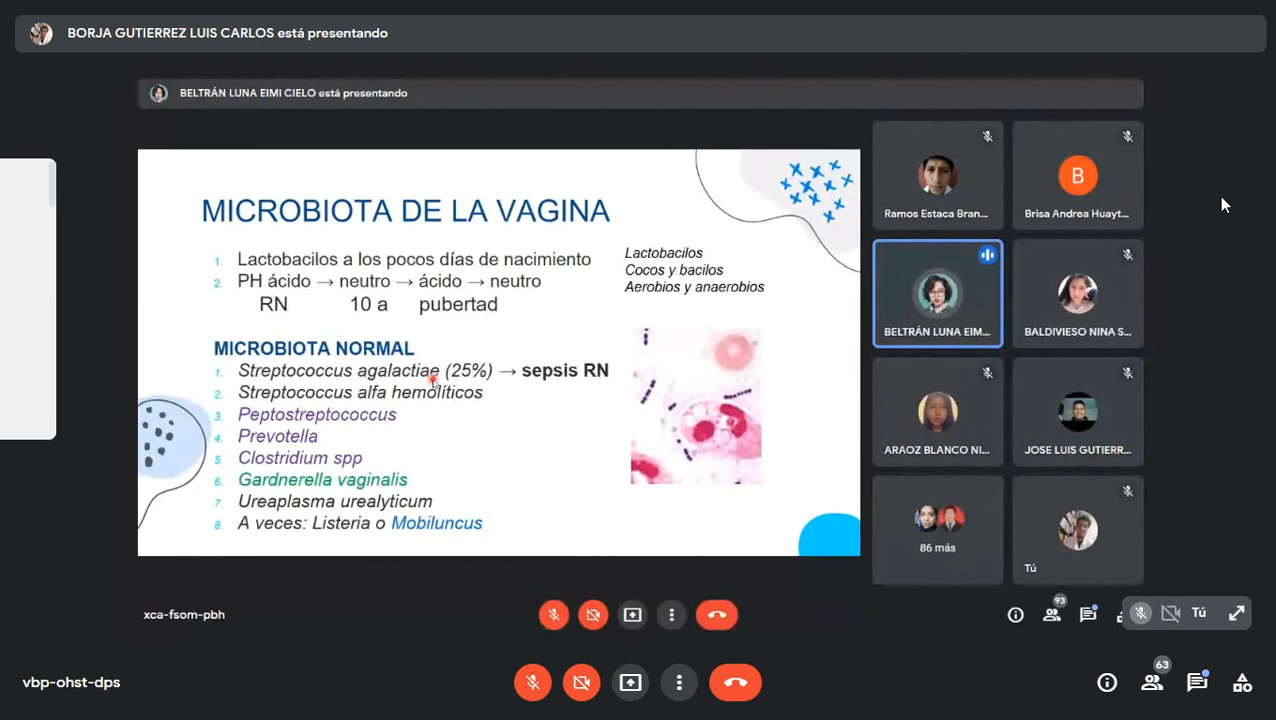 BORJA GUTIERREZ LUIS CARLOS está presentando
BELTRÁN LUNA EIMI CIELO está presentando
MICROBIOTA DE LA VAGINA
1. Lactobacilos a los pocos días de nacimiento
2. PH ácido → neutro → ácido → neutro
RN 10 a pubertad
Lactobacilos
Cocos y bacilos
Aerobios y anaerobios
MICROBIOTA NORMAL
1. Streptococcus agalactiae (25%) → sepsis RN
2. Streptococcus alfa hemolíticos
3. Peptostreptococcus
4. Prevotella
5. Clostridium spp
6. Gardnerella vaginalis
7. Ureaplasma urealyticum
8. A veces: Listeria o Mobiluncus
Ramos Estaca Bran...
B
Brisa Andrea Huayt...
BELTRÁN LUNA EIM...
BALDIVIESO NINA S...
ARAOZ BLANCO NI...
JOSE LUIS GUTIERR...
86 más
Tú
xca-fsom-pbh
93
Tú
vbp-ohst-dps
63